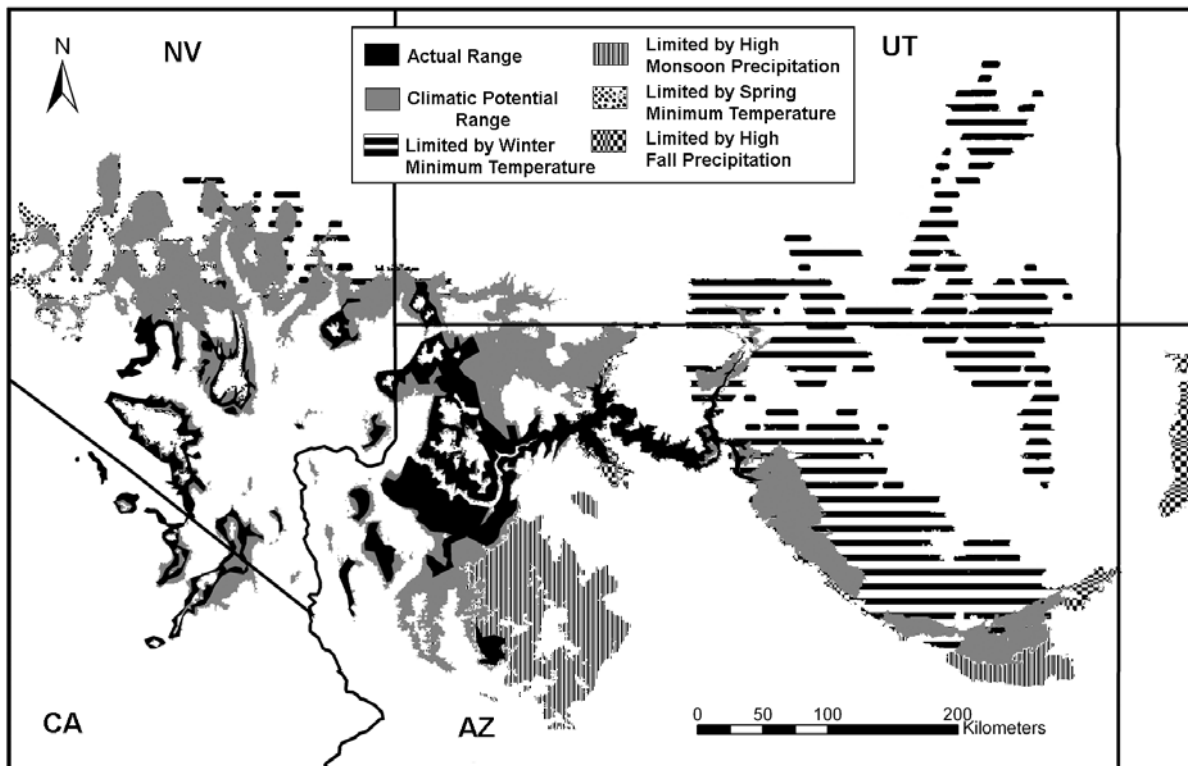 N
NV
UT
Actual Range
Climatic Potential
Range
Limited by Winter
Minimum Temperature
Limited by High
Monsoon Precipitation
Limited by Spring
Minimum Temperature
Limited by High
Fall Precipitation
CA
AZ
0 50 100 200
Kilometers